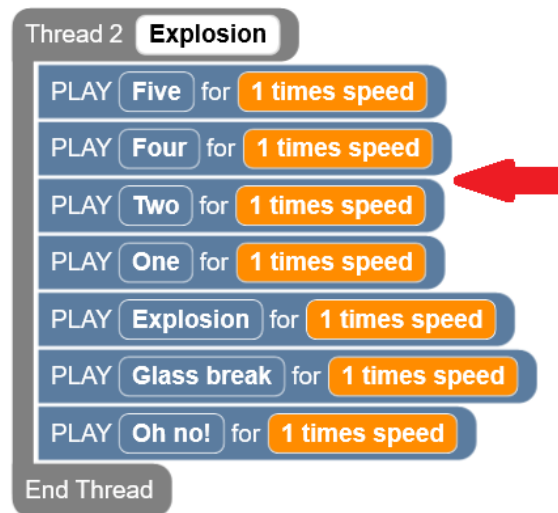 Thread 2 Explosion
PLAY Five for 1 times speed
PLAY Four for 1 times speed
PLAY Two for 1 times speed
PLAY One for 1 times speed
PLAY Explosion for 1 times speed
PLAY Glass break for 1 times speed
PLAY Oh no! for 1 times speed
End Thread